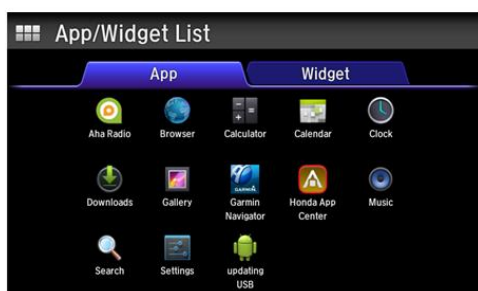 App/Widget List
App Widget
Aha Radio Browser Calculator Calendar Clock
Downloads Gallery Garmin Navigator Honda App Center Music
Search Settings updating USB
GARMIN